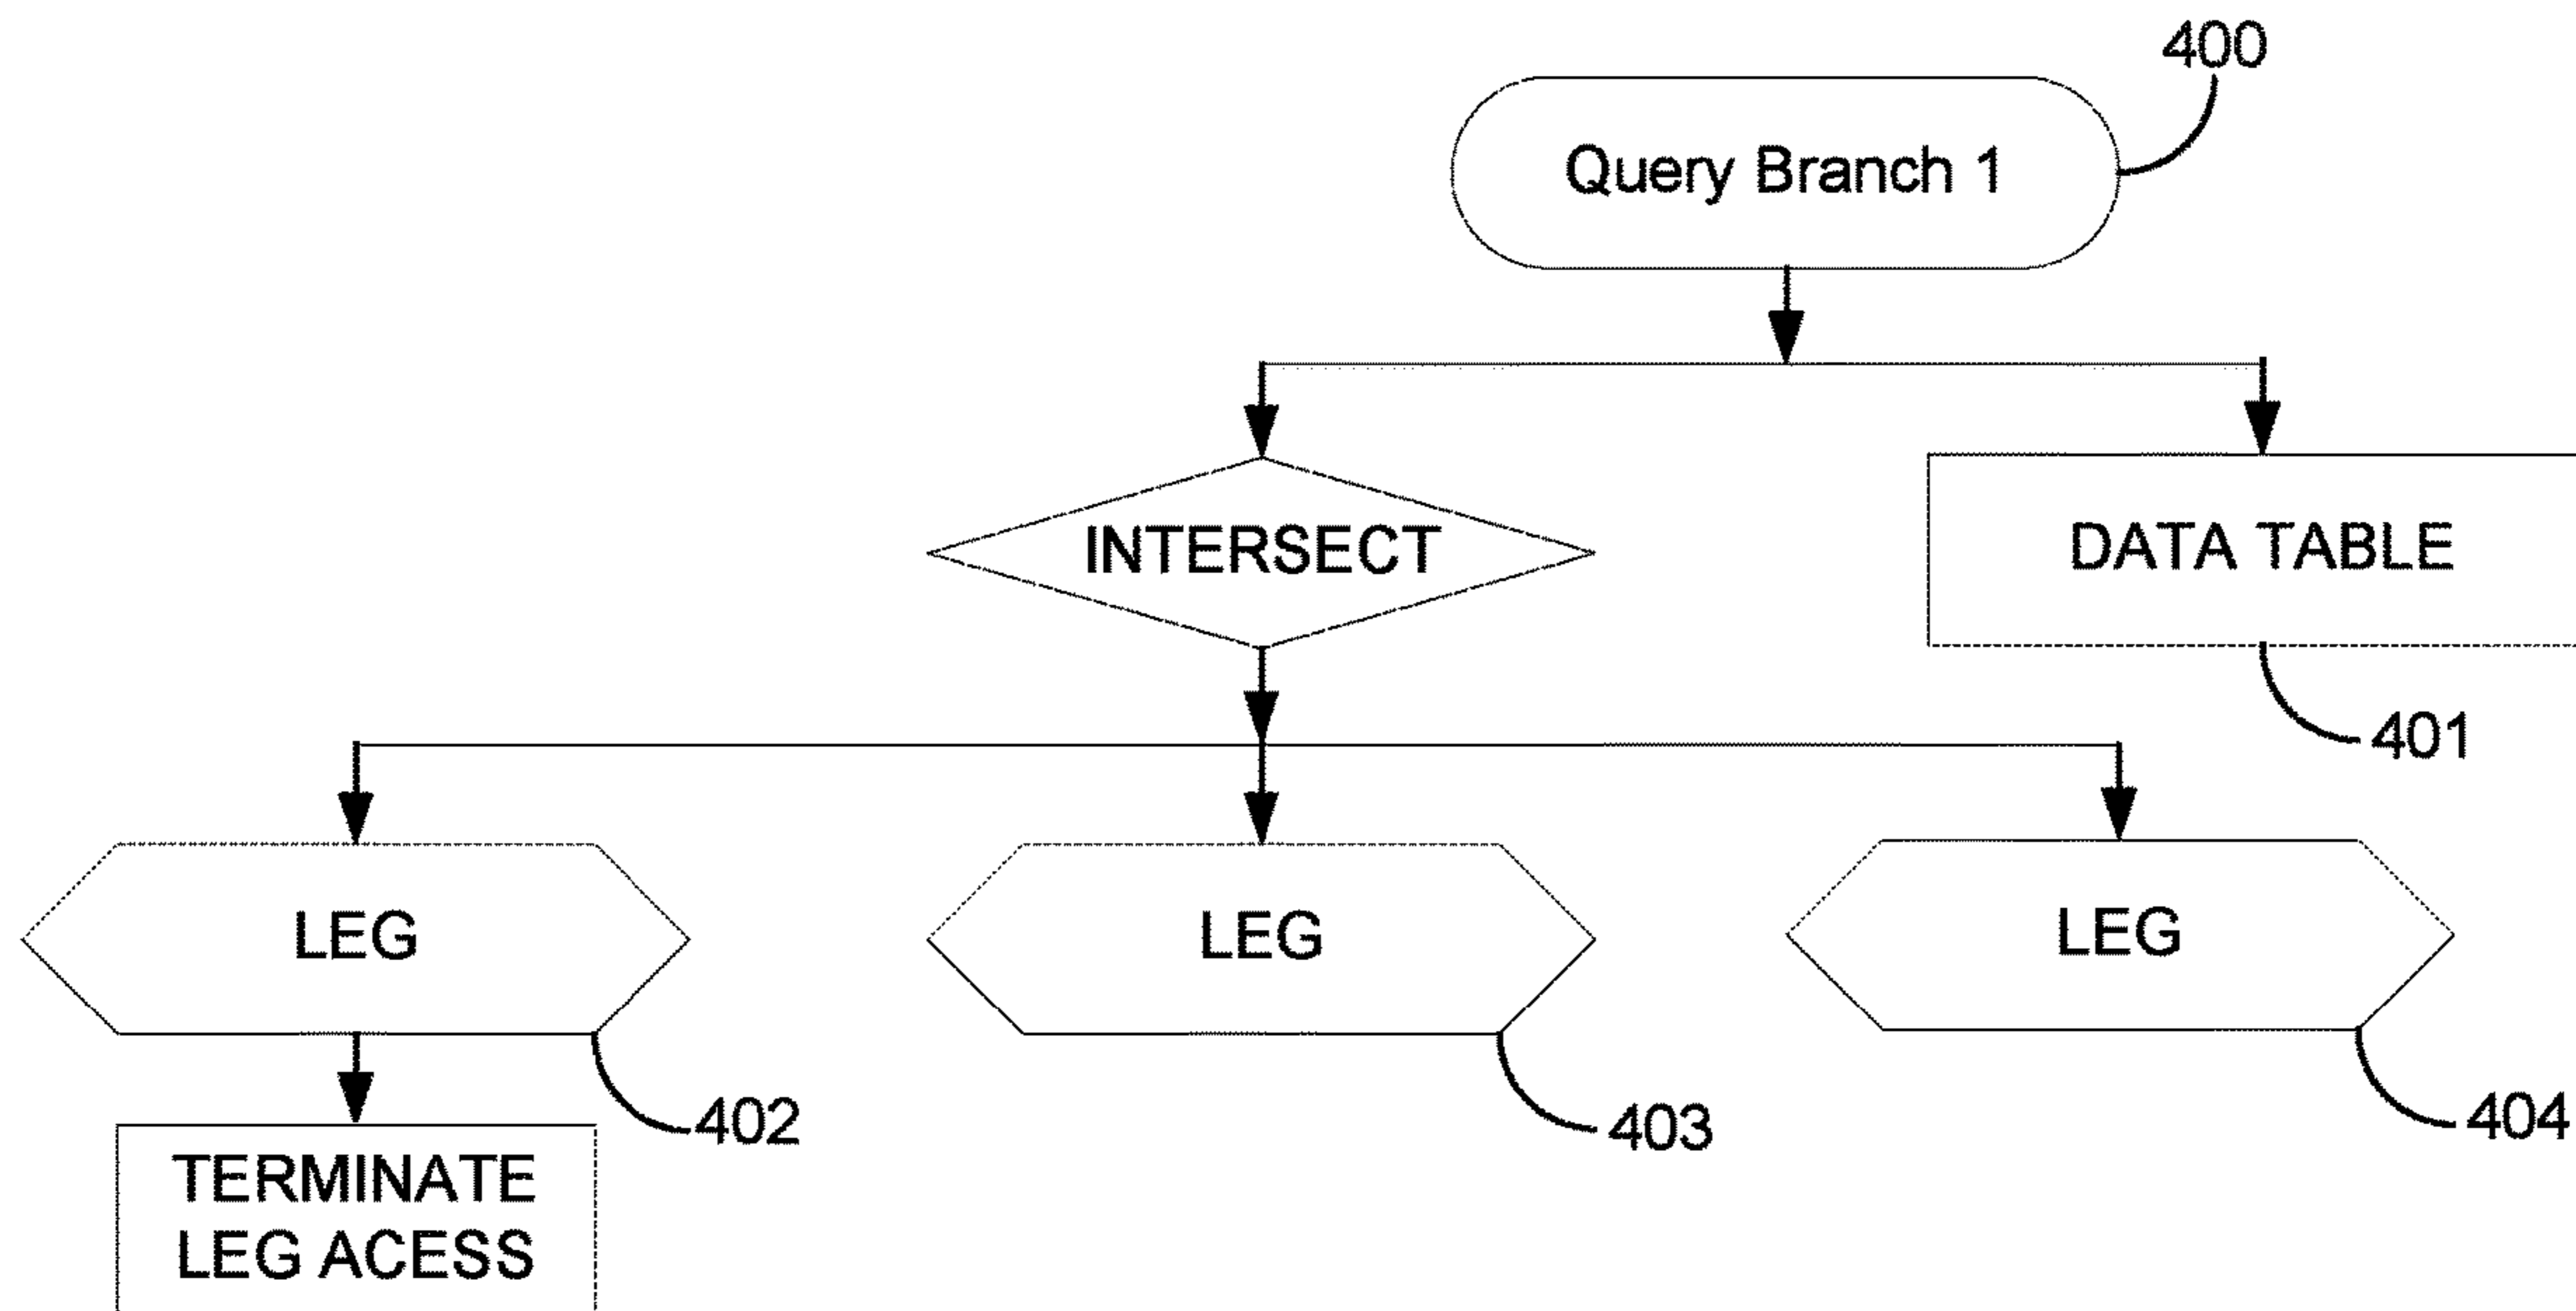 400
Query Branch 1
INTERSECT
DATA TABLE
401
LEG
LEG
LEG
402
403
404
TERMINATE
LEG ACESS